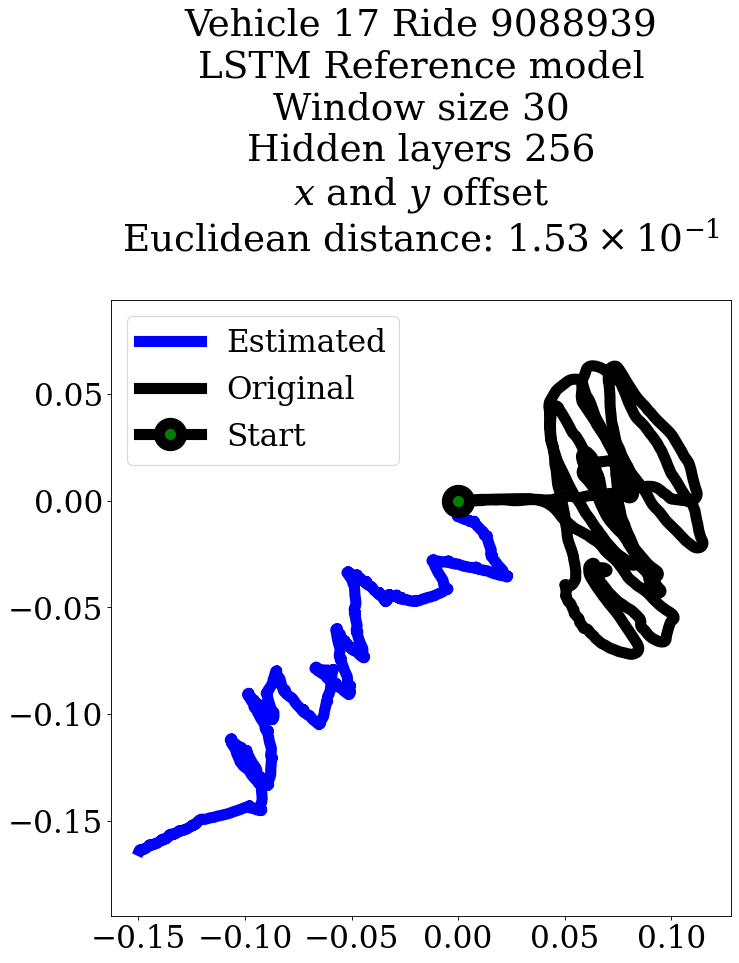 Vehicle 17 Ride 9088939
LSTM Reference model
Window size 30
Hidden layers 256
x and y offset
Euclidean distance: 1.53 × 10⁻¹
Estimated
Original
Start
0.05
0.00
−0.05
−0.10
−0.15
−0.15 −0.10 −0.05 0.00 0.05 0.10